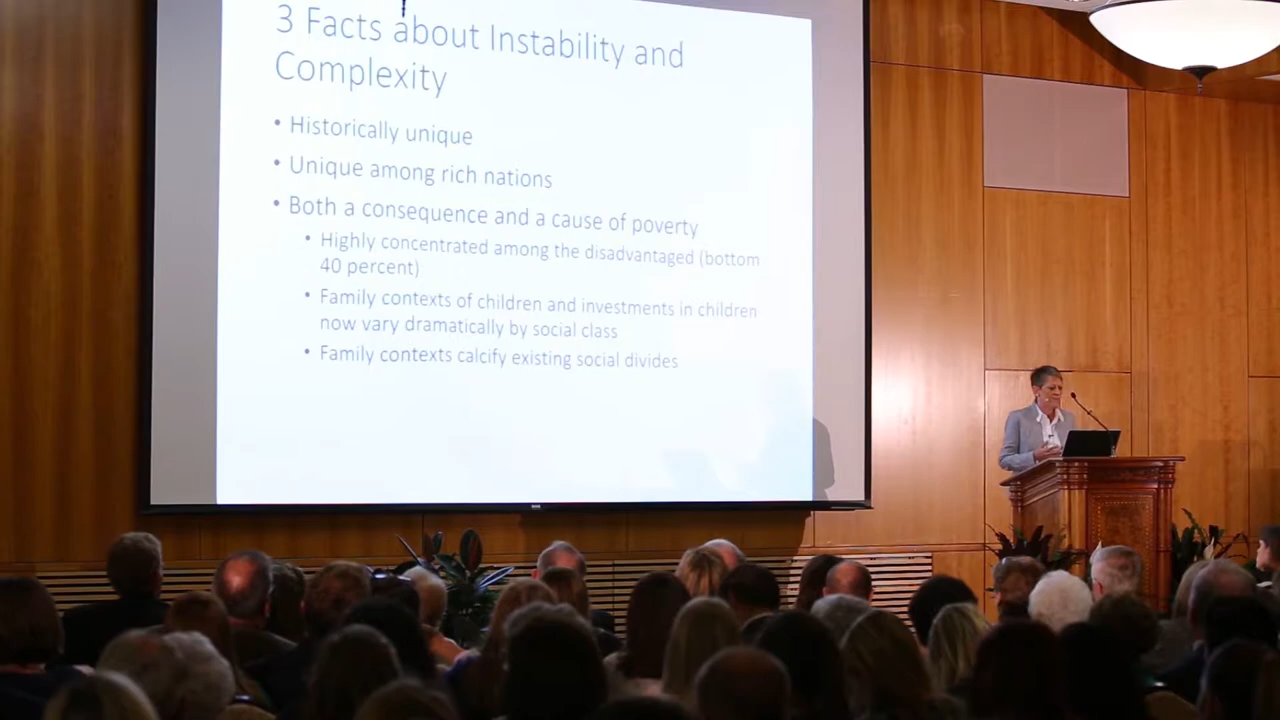 3 Facts about Instability and
Complexity
• Historically unique
• Unique among rich nations
• Both a consequence and a cause of poverty
• Highly concentrated among the disadvantaged (bottom
40 percent)
• Family contexts of children and investments in children
now vary dramatically by social class
• Family contexts calcify existing social divides